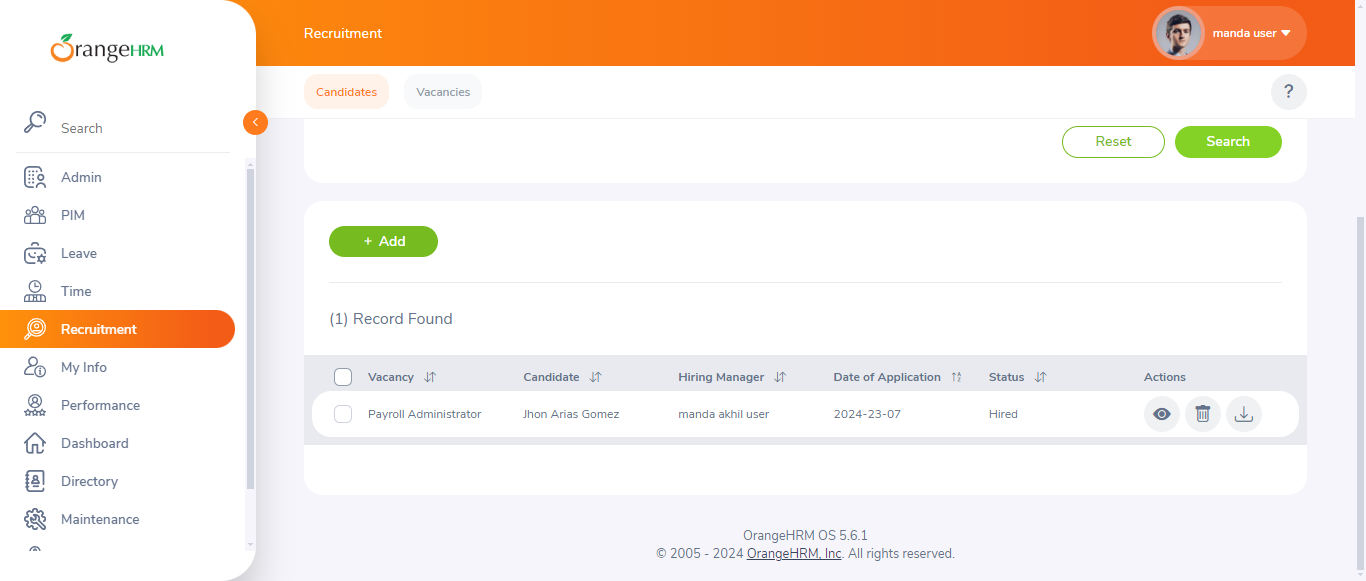 OrangeHRM
Recruitment
manda user
Candidates
Vacancies
?
Search
Admin
PIM
Leave
Time
Recruitment
My Info
Performance
Dashboard
Directory
Maintenance
Reset
Search
+ Add
(1) Record Found
Vacancy Candidate Hiring Manager Date of Application Status Actions
Payroll Administrator Jhon Arias Gomez manda akhil user 2024-23-07 Hired
OrangeHRM OS 5.6.1
© 2005 - 2024 OrangeHRM, Inc. All rights reserved.